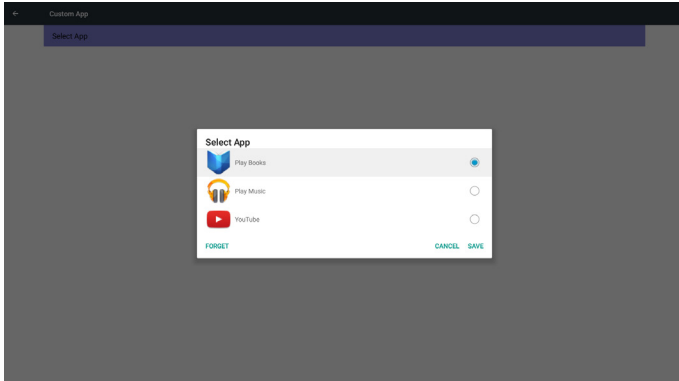 Custom App
Select App
Select App
Play Books
Play Music
YouTube
FORGET CANCEL SAVE